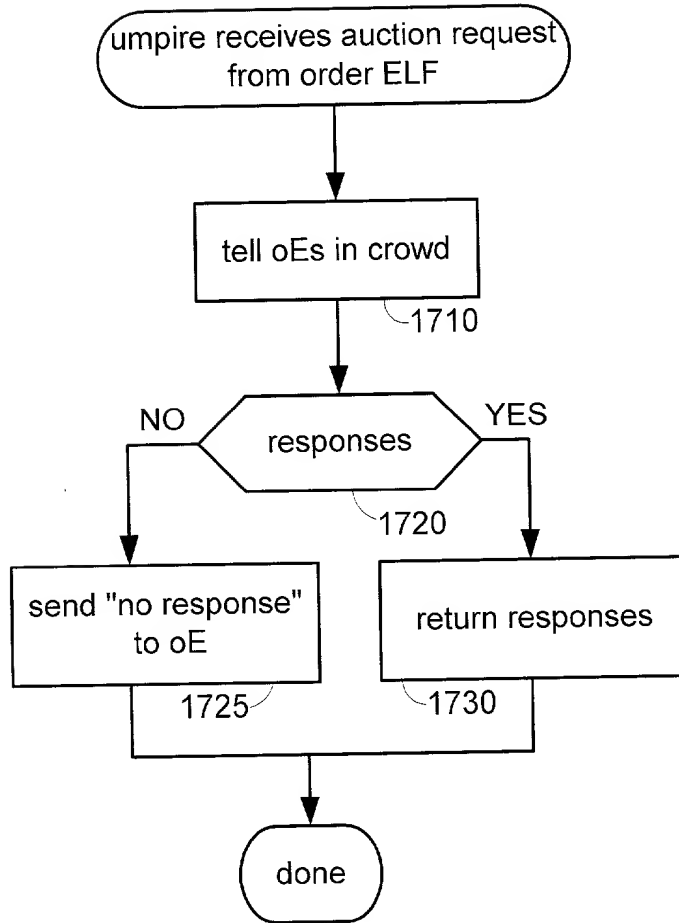 umpire receives auction request
from order ELF
tell oEs in crowd
1710
NO
YES
responses
1720
send "no response"
to oE
return responses
1725
1730
done